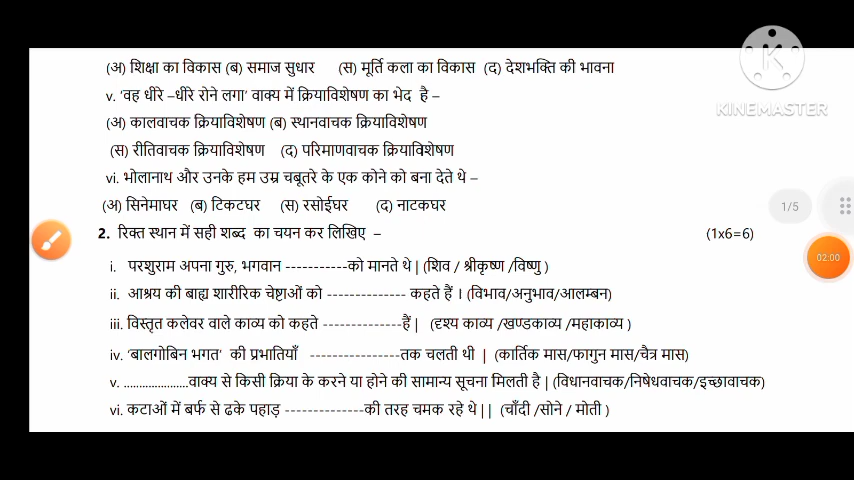 KINEMASTER
(अ) शिक्षा का विकास (ब) समाज सुधार (स) मूर्ति कला का विकास (द) देशभक्ति की भावना
v. 'वह धीरे –धीरे रोने लगा' वाक्य में क्रियाविशेषण का भेद है –
(अ) कालवाचक क्रियाविशेषण (ब) स्थानवाचक क्रियाविशेषण
(स) रीतिवाचक क्रियाविशेषण (द) परिमाणवाचक क्रियाविशेषण
vi. भोलानाथ और उनके हम उम्र चबूतरे के एक कोने को बना देते थे –
(अ) सिनेमाघर (ब) टिकटघर (स) रसोईघर (द) नाटकघर
1/5
2. रिक्त स्थान में सही शब्द का चयन कर लिखिए – (1x6=6)
02:00
i. परशुराम अपना गुरु, भगवान -----------को मानते थे | (शिव / श्रीकृष्ण /विष्णु )
ii. आश्रय की बाह्य शारीरिक चेष्टाओं को -------------- कहते हैं । (विभाव/अनुभाव/आलम्बन)
iii. विस्तृत कलेवर वाले काव्य को कहते --------------हैं | (दृश्य काव्य /खण्डकाव्य /महाकाव्य )
iv. 'बालगोबिन भगत' की प्रभातियाँ ----------------तक चलती थी | (कार्तिक मास/फागुन मास/चैत्र मास)
v. .....................वाक्य से किसी क्रिया के करने या होने की सामान्य सूचना मिलती है | (विधानवाचक/निषेधवाचक/इच्छावाचक)
vi. कटाओं में बर्फ से ढके पहाड़ --------------की तरह चमक रहे थे || (चाँदी /सोने / मोती )